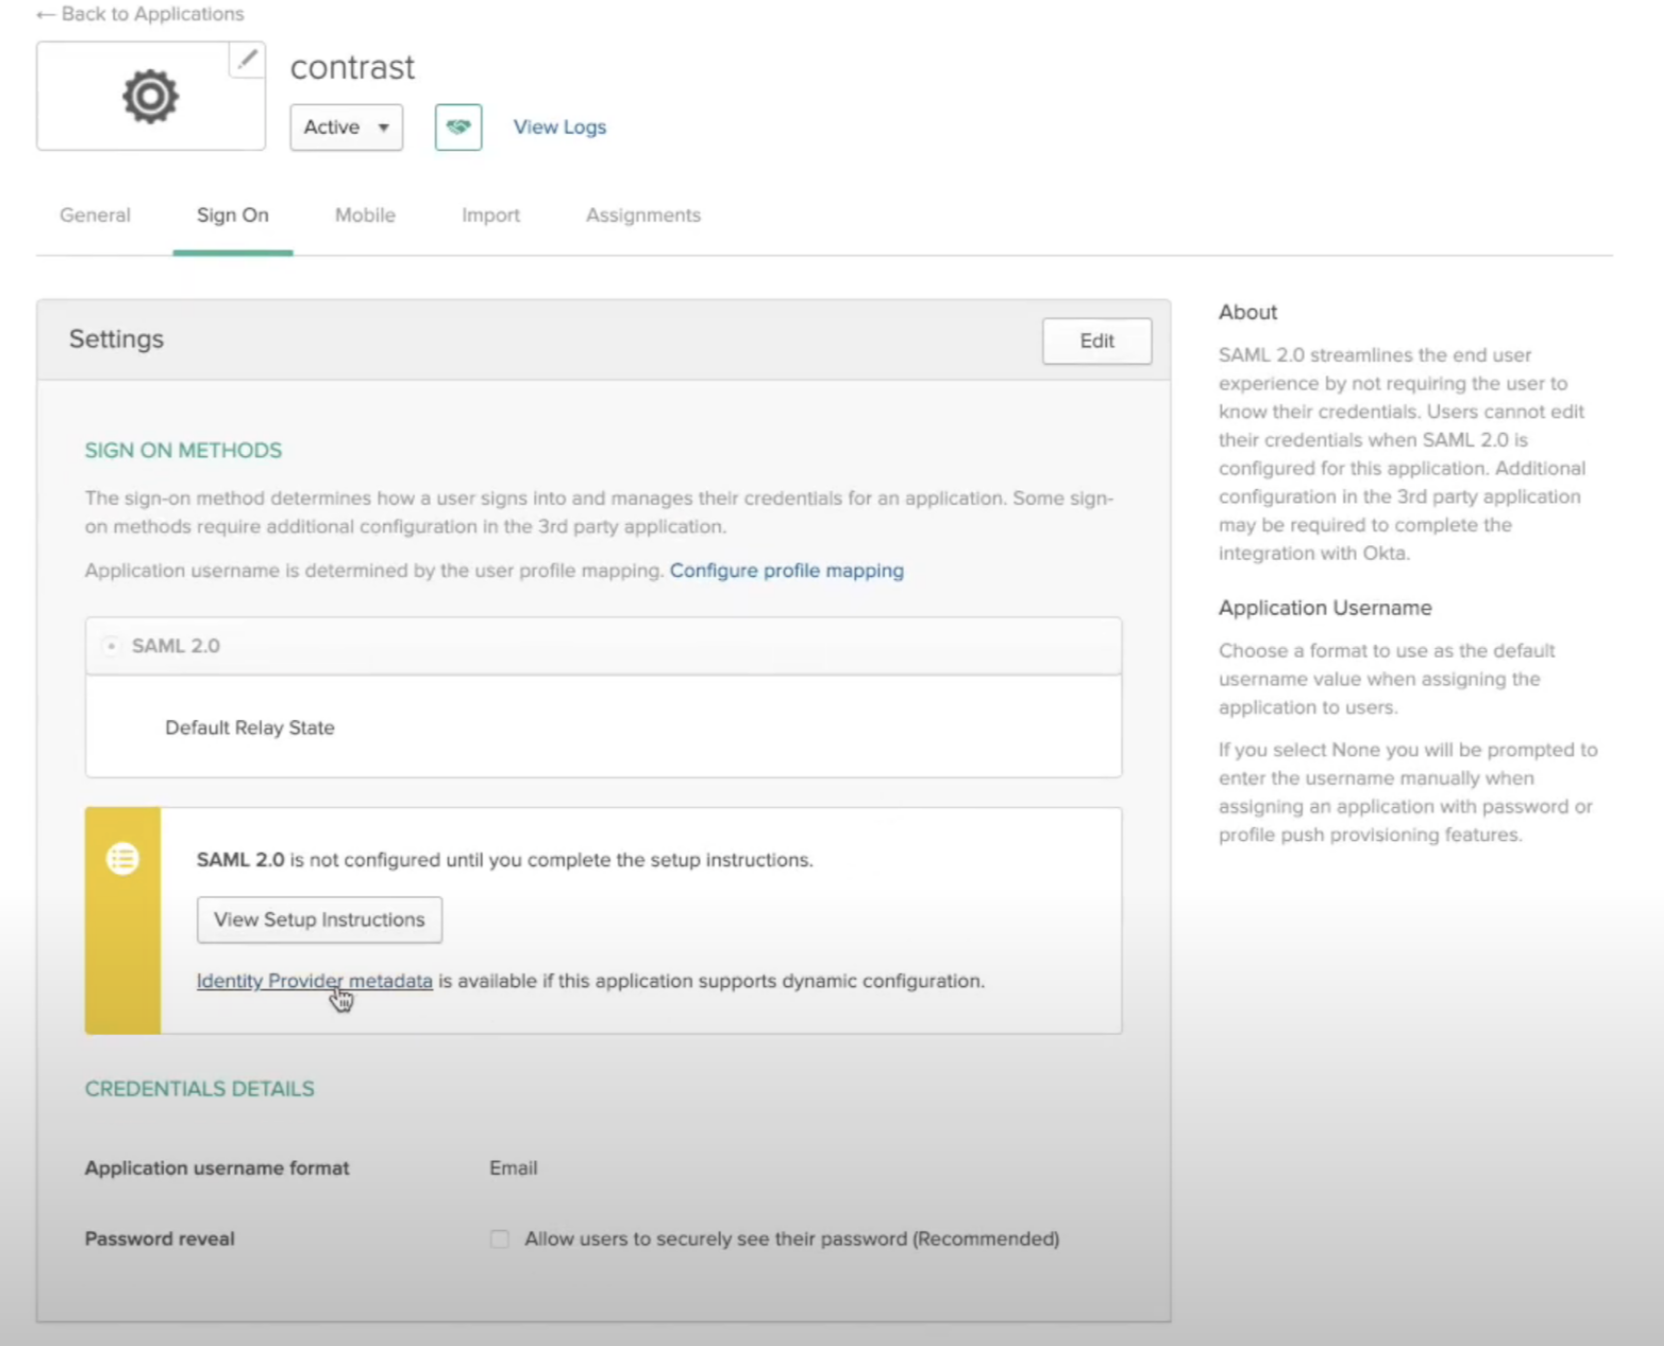 ← Back to Applications
contrast
Active
View Logs
General
Sign On
Mobile
Import
Assignments
Settings
Edit
SIGN ON METHODS
The sign-on method determines how a user signs into and manages their credentials for an application. Some sign-
on methods require additional configuration in the 3rd party application.
Application username is determined by the user profile mapping. Configure profile mapping
SAML 2.0
Default Relay State
SAML 2.0 is not configured until you complete the setup instructions.
View Setup Instructions
Identity Provider metadata is available if this application supports dynamic configuration.
CREDENTIALS DETAILS
Application username format
Email
Password reveal
Allow users to securely see their password (Recommended)
About
SAML 2.0 streamlines the end user
experience by not requiring the user to
know their credentials. Users cannot edit
their credentials when SAML 2.0 is
configured for this application. Additional
configuration in the 3rd party application
may be required to complete the
integration with Okta.
Application Username
Choose a format to use as the default
username value when assigning the
application to users.
If you select None you will be prompted to
enter the username manually when
assigning an application with password or
profile push provisioning features.